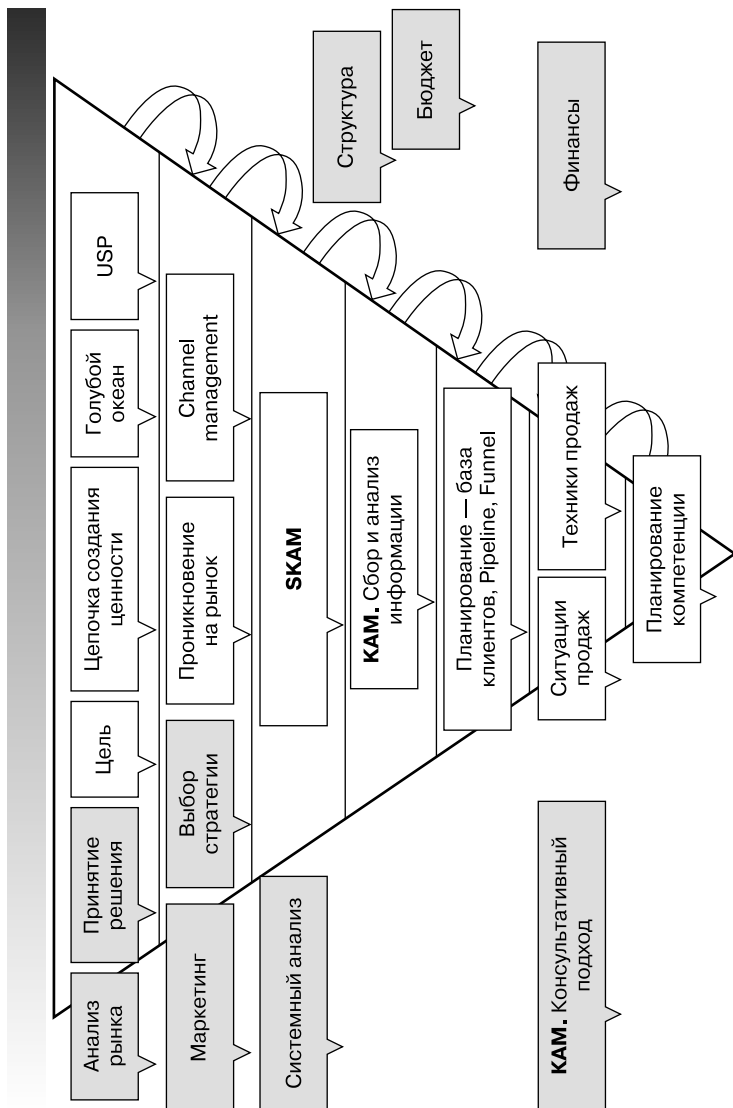 Анализ
рынка
Принятие
решения
Цель
Цепочка создания
ценности
Голубой
океан
USP
Маркетинг
Выбор
стратегии
Проникновение
на рынок
Channel
management
Системный анализ
SKAM
Структура
Бюджет
KAM. Сбор и анализ
информации
Планирование — база
клиентов, Pipeline, Funnel
KAM. Консультативный
подход
Ситуации
продаж
Техники продаж
Финансы
Планирование
компетенции